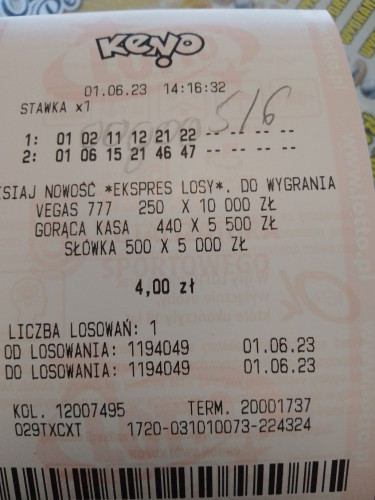 KENO
01.06.23 14:16:32
STAWKA x1
5/6
1: 01 02 11 12 21 22 -- -- -- --
2: 01 06 15 21 46 47 -- -- -- --
ISIAJ NOWOŚĆ *EKSPRES LOSY*. DO WYGRANIA
VEGAS 777 250 X 10 000 ZŁ
GORĄCA KASA 440 X 5 500 ZŁ
SŁÓWKA 500 X 5 000 ZŁ
4,00 zł
LICZBA LOSOWAŃ: 1
OD LOSOWANIA: 1194049 01.06.23
DO LOSOWANIA: 1194049 01.06.23
KOL. 12007495 TERM. 20001737
029TXCXT 1720-031010073-224324